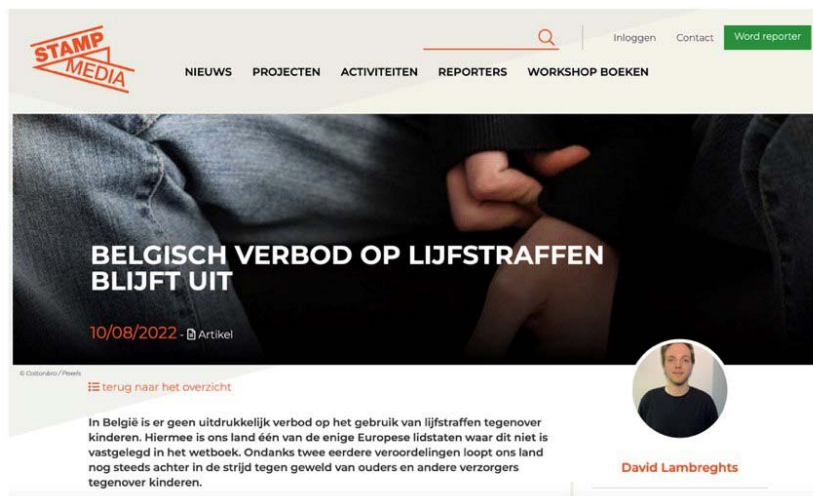 STAMP
MEDIA
Inloggen Contact Word reporter
NIEUWS PROJECTEN ACTIVITEITEN REPORTERS WORKSHOP BOEKEN
BELGISCH VERBOD OP LIJFSTRAFFEN
BLIJFT UIT
10/08/2022 - Artikel
© Cottonbro / Pexels
terug naar het overzicht
In België is er geen uitdrukkelijk verbod op het gebruik van lijfstraffen tegenover
kinderen. Hiermee is ons land één van de enige Europese lidstaten waar dit niet is
vastgelegd in het wetboek. Ondanks twee eerdere veroordelingen loopt ons land
nog steeds achter in de strijd tegen geweld van ouders en andere verzorgers
tegenover kinderen.
David Lambreghts